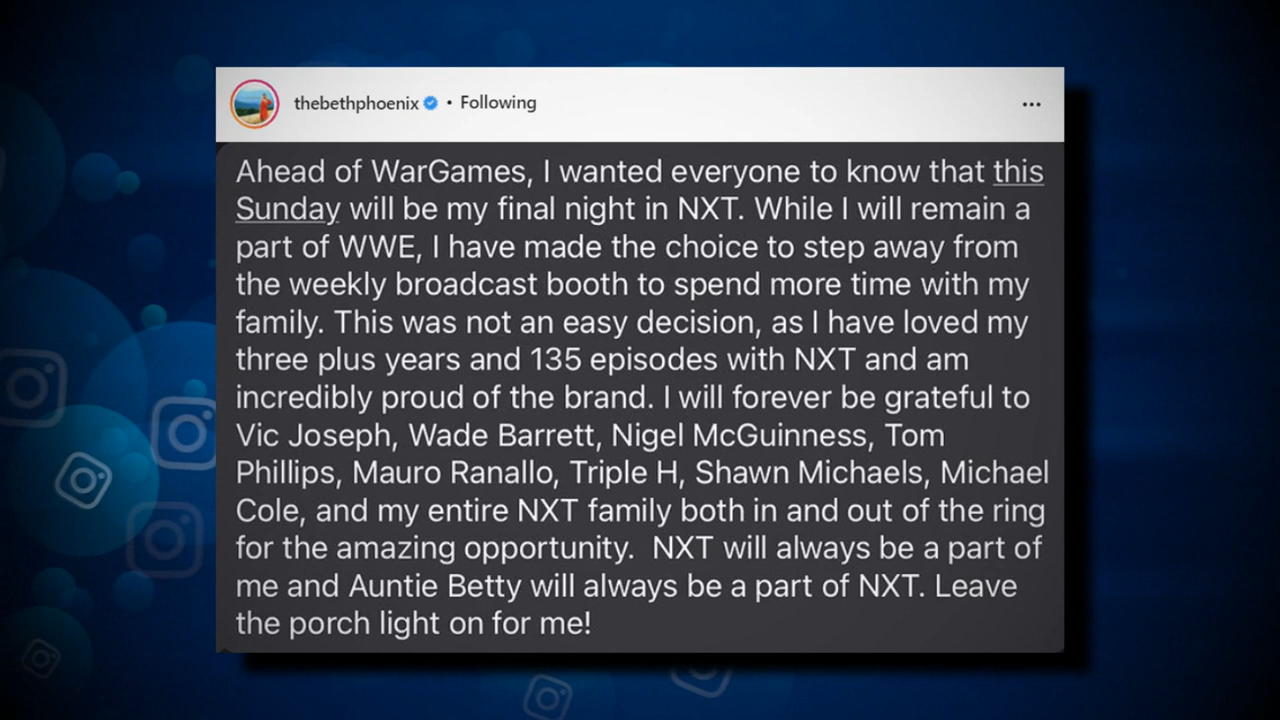 thebethphoenix • Following
Ahead of WarGames, I wanted everyone to know that this
Sunday will be my final night in NXT. While I will remain a
part of WWE, I have made the choice to step away from
the weekly broadcast booth to spend more time with my
family. This was not an easy decision, as I have loved my
three plus years and 135 episodes with NXT and am
incredibly proud of the brand. I will forever be grateful to
Vic Joseph, Wade Barrett, Nigel McGuinness, Tom
Phillips, Mauro Ranallo, Triple H, Shawn Michaels, Michael
Cole, and my entire NXT family both in and out of the ring
for the amazing opportunity.  NXT will always be a part of
me and Auntie Betty will always be a part of NXT. Leave
the porch light on for me!